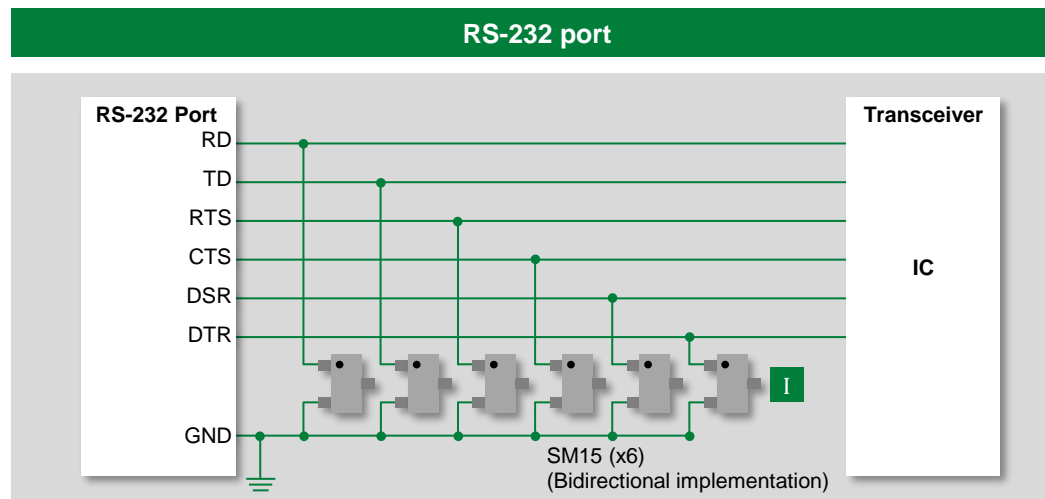 RS-232 port
RS-232 Port
Transceiver
RD
TD
RTS
CTS
IC
DSR
DTR
I
GND
SM15 (x6)
(Bidirectional implementation)